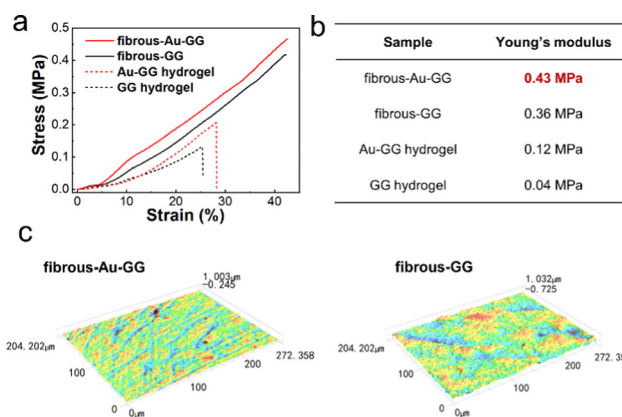 a
fibrous-Au-GG
fibrous-GG
Au-GG hydrogel
GG hydrogel
Stress (MPa)
0.5
0.4
0.3
0.2
0.1
0.0
0 10 20 30 40
Strain (%)
b
Sample Young's modulus
fibrous-Au-GG 0.43 MPa
fibrous-GG 0.36 MPa
Au-GG hydrogel 0.12 MPa
GG hydrogel 0.04 MPa
c
fibrous-Au-GG
1.003μm
-0.245
204.202μm
272.358
200
100
100
0 0μm
fibrous-GG
1.032μm
-0.725
204.202
272.35
200
100
100
0 0μm